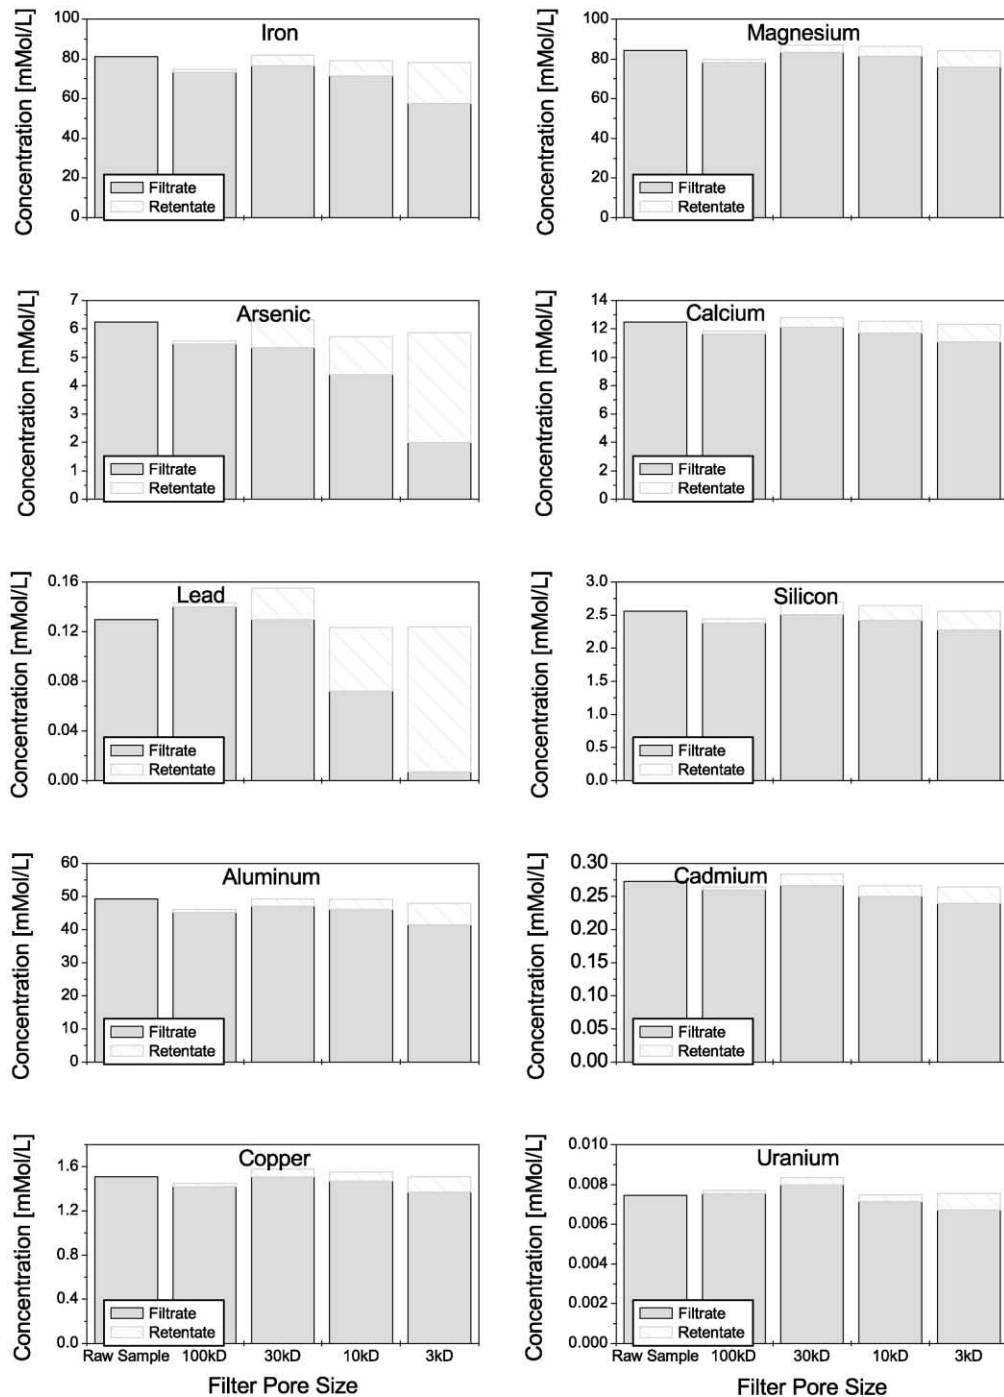 Iron
Concentration [mMol/L]
100
80
60
40
20
0
Filtrate
Retentate
Magnesium
Concentration [mMol/L]
100
80
60
40
20
0
Filtrate
Retentate
Arsenic
Concentration [mMol/L]
7
6
5
4
3
2
1
0
Filtrate
Retentate
Calcium
Concentration [mMol/L]
14
12
10
8
6
4
2
0
Filtrate
Retentate
Lead
Concentration [mMol/L]
0.16
0.12
0.08
0.04
0.00
Filtrate
Retentate
Silicon
Concentration [mMol/L]
3.0
2.5
2.0
1.5
1.0
0.5
0.0
Filtrate
Retentate
Aluminum
Concentration [mMol/L]
60
50
40
30
20
10
0
Filtrate
Retentate
Cadmium
Concentration [mMol/L]
0.30
0.25
0.20
0.15
0.10
0.05
0.00
Filtrate
Retentate
Copper
Concentration [mMol/L]
1.6
1.2
0.8
0.4
0.0
Filtrate
Retentate
Raw Sample 100kD 30kD 10kD 3kD
Filter Pore Size
Uranium
Concentration [mMol/L]
0.010
0.008
0.006
0.004
0.002
0.000
Filtrate
Retentate
Raw Sample 100kD 30kD 10kD 3kD
Filter Pore Size